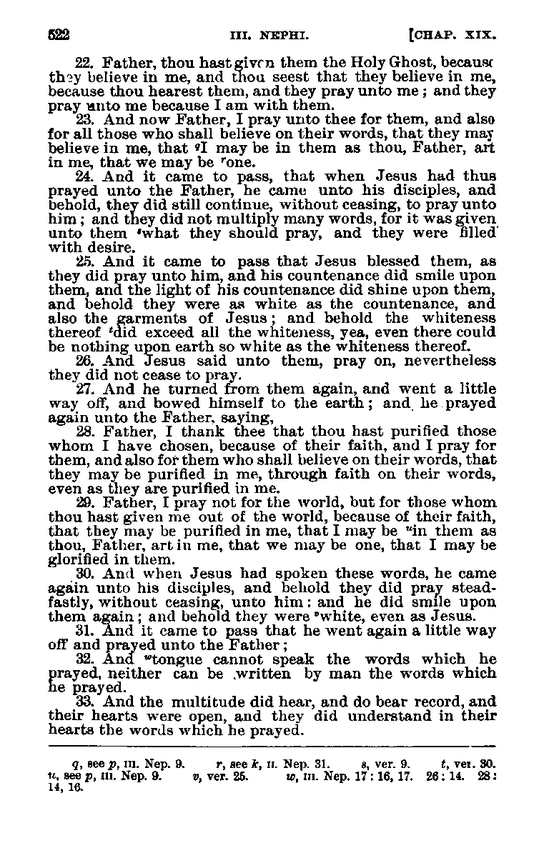 522 III. NEPHI. [CHAP. XIX.
22. Father, thou hast given them the Holy Ghost, because
they believe in me, and thou seest that they believe in me,
because thou hearest them, and they pray unto me; and they
pray unto me because I am with them.
23. And now Father, I pray unto thee for them, and also
for all those who shall believe on their words, that they may
believe in me, that qI may be in them as thou, Father, art
in me, that we may be rone.
24. And it came to pass, that when Jesus had thus
prayed unto the Father, he came unto his disciples, and
behold, they did still continue, without ceasing, to pray unto
him; and they did not multiply many words, for it was given
unto them swhat they should pray, and they were filled
with desire.
25. And it came to pass that Jesus blessed them, as
they did pray unto him, and his countenance did smile upon
them, and the light of his countenance did shine upon them,
and behold they were as white as the countenance, and
also the garments of Jesus; and behold the whiteness
thereof tdid exceed all the whiteness, yea, even there could
be nothing upon earth so white as the whiteness thereof.
26. And Jesus said unto them, pray on, nevertheless
they did not cease to pray.
27. And he turned from them again, and went a little
way off, and bowed himself to the earth; and he prayed
again unto the Father, saying,
28. Father, I thank thee that thou hast purified those
whom I have chosen, because of their faith, and I pray for
them, and also for them who shall believe on their words, that
they may be purified in me, through faith on their words,
even as they are purified in me.
29. Father, I pray not for the world, but for those whom
thou hast given me out of the world, because of their faith,
that they may be purified in me, that I may be uin them as
thou, Father, art in me, that we may be one, that I may be
glorified in them.
30. And when Jesus had spoken these words, he came
again unto his disciples, and behold they did pray stead-
fastly, without ceasing, unto him: and he did smile upon
them again; and behold they were vwhite, even as Jesus.
31. And it came to pass that he went again a little way
off and prayed unto the Father;
32. And wtongue cannot speak the words which he
prayed, neither can be written by man the words which
he prayed.
33. And the multitude did hear, and do bear record, and
their hearts were open, and they did understand in their
hearts the words which he prayed.
q, see p, III. Nep. 9. r, see k, II. Nep. 31. s, ver. 9. t, ver. 30.
u, see p, III. Nep. 9. v, ver. 25. w, III. Nep. 17: 16, 17. 26: 14. 28:
14, 16.